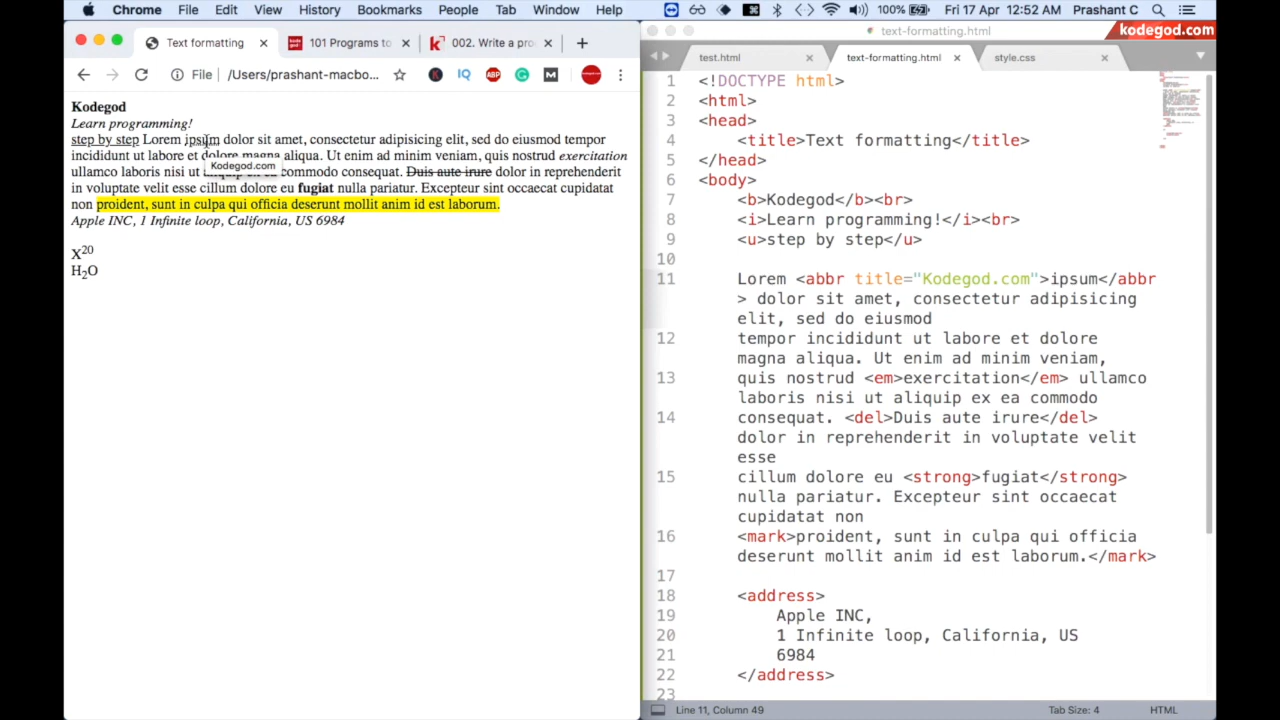 Chrome File Edit View History Bookmarks People Tab Window Help 100% Fri 17 Apr 12:52 AM Prashant C
kodegod.com
Text formatting 101 Programs to 002. Write a pro
File /Users/prashant-macbo... IQ ABP M
Kodegod
Learn programming!
step by step Lorem ipsum dolor sit amet, consectetur adipisicing elit, sed do eiusmod tempor
incididunt ut labore et dolore magna aliqua. Ut enim ad minim veniam, quis nostrud exercitation
Kodegod.com
ullamco laboris nisi ut aliquip ex ea commodo consequat. Duis aute irure dolor in reprehenderit
in voluptate velit esse cillum dolore eu fugiat nulla pariatur. Excepteur sint occaecat cupidatat
non proident, sunt in culpa qui officia deserunt mollit anim id est laborum.
Apple INC, 1 Infinite loop, California, US 6984
X20
H2O
text-formatting.html
test.html text-formatting.html style.css
1 <!DOCTYPE html>
2 <html>
3 <head>
4 <title>Text formatting</title>
5 </head>
6 <body>
7 <b>Kodegod</b><br>
8 <i>Learn programming!</i><br>
9 <u>step by step</u>
10
11 Lorem <abbr title="Kodegod.com">ipsum</abbr
> dolor sit amet, consectetur adipisicing
elit, sed do eiusmod
12 tempor incididunt ut labore et dolore
magna aliqua. Ut enim ad minim veniam,
13 quis nostrud <em>exercitation</em> ullamco
laboris nisi ut aliquip ex ea commodo
14 consequat. <del>Duis aute irure</del>
dolor in reprehenderit in voluptate velit
esse
15 cillum dolore eu <strong>fugiat</strong>
nulla pariatur. Excepteur sint occaecat
cupidatat non
16 <mark>proident, sunt in culpa qui officia
deserunt mollit anim id est laborum.</mark>
17
18 <address>
19 Apple INC,
20 1 Infinite loop, California, US
21 6984
22 </address>
23
Line 11, Column 49 Tab Size: 4 HTML